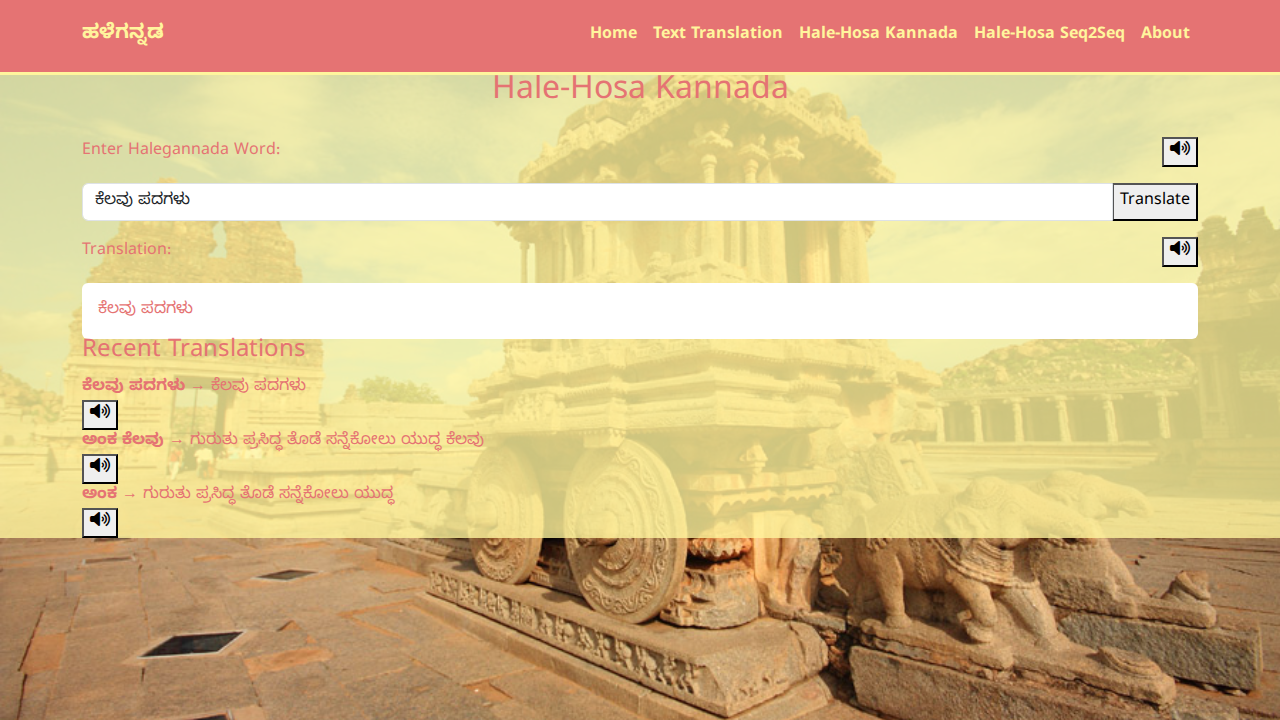 ಹಳೆಗನ್ನಡ
Home Text Translation Hale-Hosa Kannada Hale-Hosa Seq2Seq About
Hale-Hosa Kannada
Enter Halegannada Word:
ಕೆಲವು ಪದಗಳು Translate
Translation:
ಕೆಲವು ಪದಗಳು
Recent Translations
ಕೆಲವು ಪದಗಳು → ಕೆಲವು ಪದಗಳು
ಅಂಕ ಕೆಲವು → ಗುರುತು ಪ್ರಸಿದ್ಧ ತೊಡೆ ಸನ್ನೆಕೋಲು ಯುದ್ಧ ಕೆಲವು
ಅಂಕ → ಗುರುತು ಪ್ರಸಿದ್ಧ ತೊಡೆ ಸನ್ನೆಕೋಲು ಯುದ್ಧ